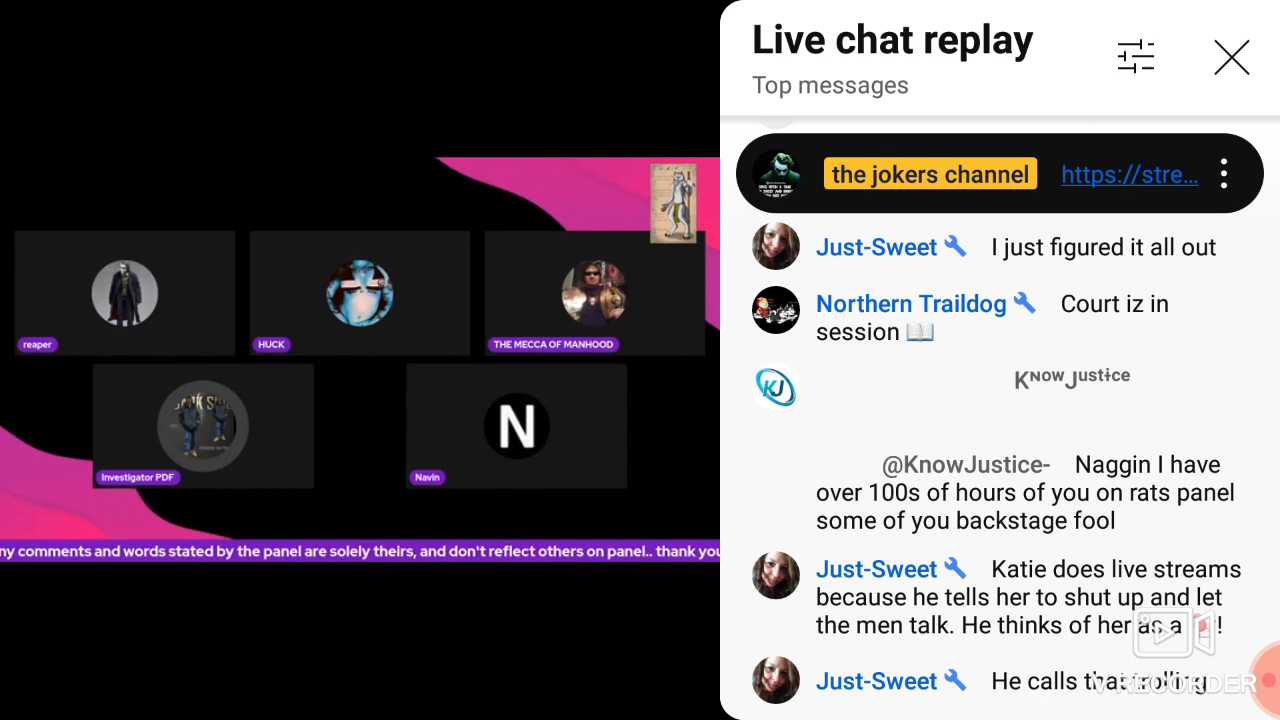 Live chat replay
Top messages
the jokers channel https://stre...
Just-Sweet I just figured it all out
Northern Traildog Court iz in
session
KJ
KᴺᵒʷJᵘˢᵗɨᶜᵉ
@KnowJustice- Naggin I have
over 100s of hours of you on rats panel
some of you backstage fool
Just-Sweet Katie does live streams
because he tells her to shut up and let
the men talk. He thinks of her as a !
Just-Sweet He calls that trolling
V RECORDER
reaper
HUCK
THE MECCA OF MANHOOD
Investigator PDF
N
Navin
ny comments and words stated by the panel are solely theirs, and don't reflect others on panel.. thank you